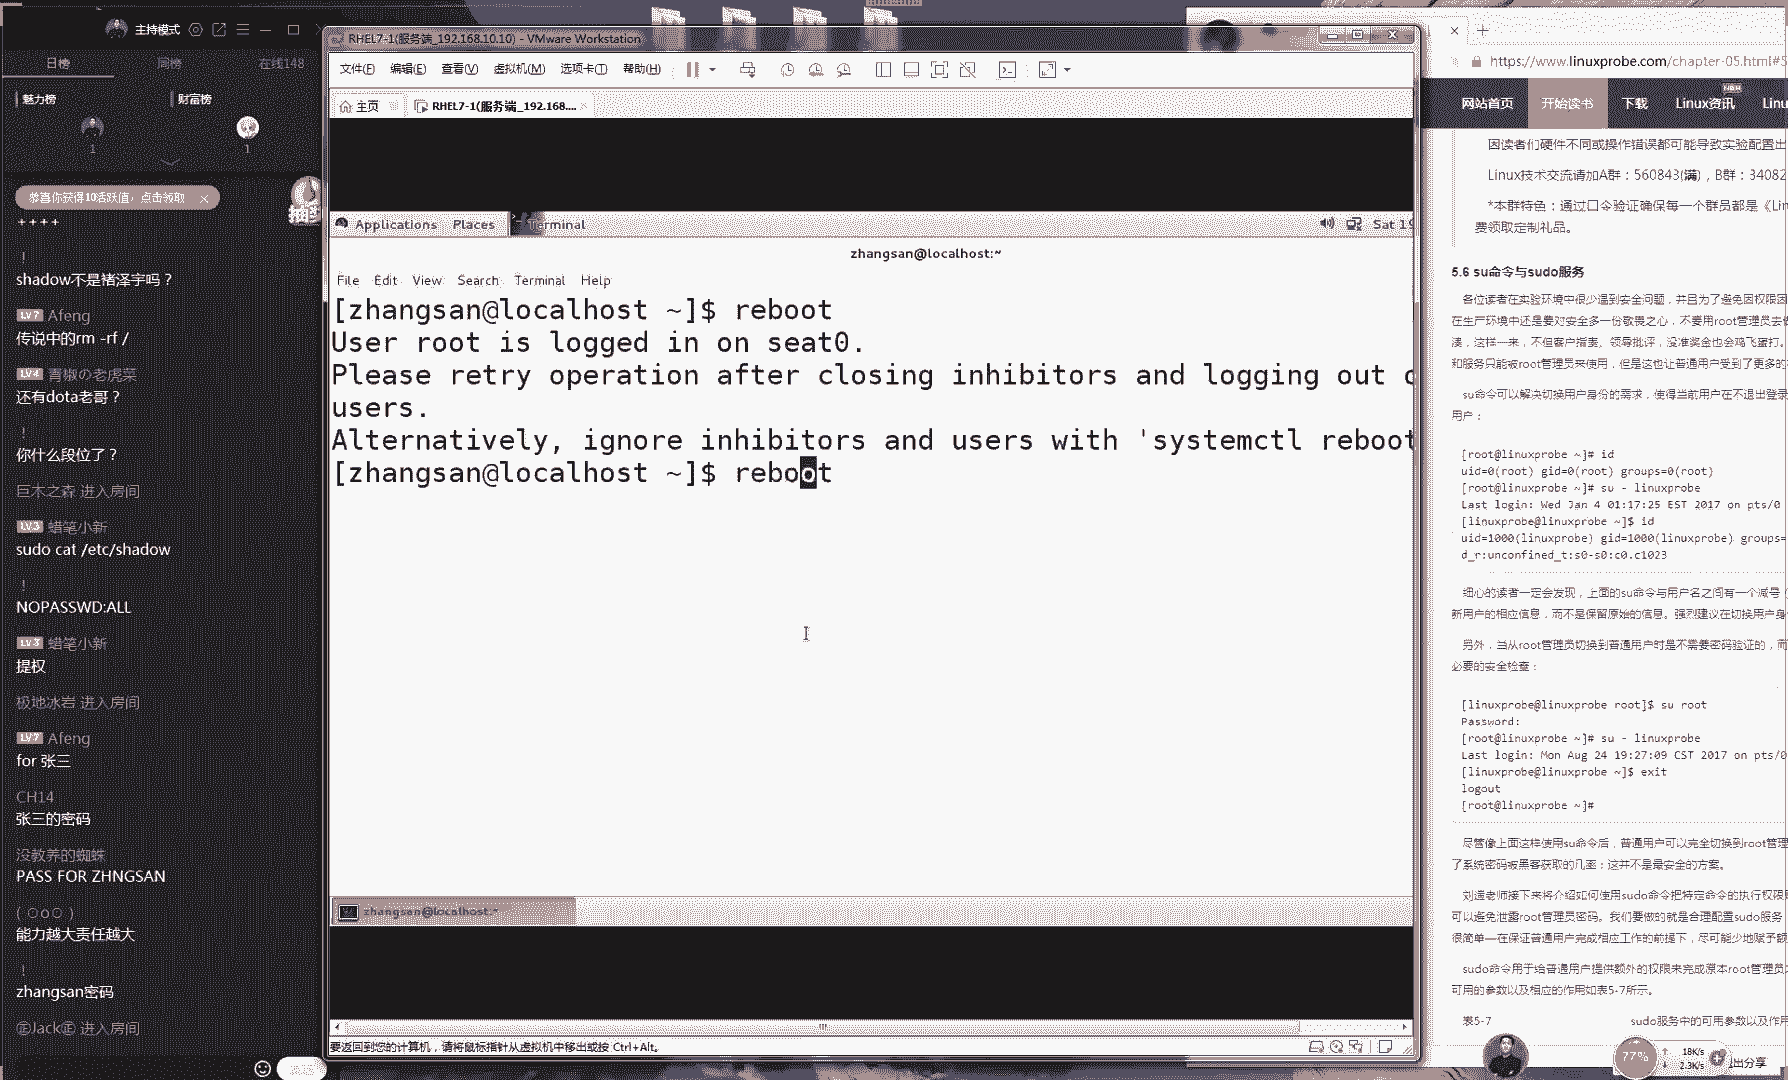 主持模式
日榜
周榜
在线148
魅力榜
财富榜
1
1
恭喜你获得10活跃值，点击领取
++++
!
shadow不是褚泽宇吗？
LV7 Afeng
传说中的rm -rf /
LV4 青椒の老虎菜
还有dota老哥？
!
你什么段位了？
巨木之森 进入房间
LV3 蜡笔小新
sudo cat /etc/shadow
!
NOPASSWD:ALL
LV3 蜡笔小新
提权
极地冰岩 进入房间
LV7 Afeng
for 张三
CH14
张三的密码
没教养的蜘蛛
PASS FOR ZHNGSAN
( ○o○ )
能力越大责任越大
!
zhangsan密码
㊣Jack㊣ 进入房间
RHEL7-1(服务端_192.168.10.10) - VMware Workstation
文件(F) 编辑(E) 查看(V) 虚拟机(M) 选项卡(T) 帮助(H)
主页
RHEL7-1(服务端_192.168....
Applications Places Terminal
Sat 19
zhangsan@localhost:~
File Edit View Search Terminal Help
[zhangsan@localhost ~]$ reboot
User root is logged in on seat0.
Please retry operation after closing inhibitors and logging out o
users.
Alternatively, ignore inhibitors and users with 'systemctl reboot
[zhangsan@localhost ~]$ reboot
zhangsan@localhost:~
要返回到您的计算机，请将鼠标指针从虚拟机中移出或按 Ctrl+Alt。
https://www.linuxprobe.com/chapter-05.html#5
网站首页 开始读书 下载 Linux资讯 Linu
因读者们硬件不同或操作错误都可能导致实验配置出
Linux技术交流请加A群：560843(满)，B群：34082
*本群特色：通过口令验证确保每一个群员都是《Lin
费领取定制礼品。
5.6 su命令与sudo服务
各位读者在实验环境中很少遇到安全问题，并且为了避免因权限因
在生产环境中还是要对安全多一份敬畏之心，不要用root管理员去做
凑，这样一来，不但客户指责、领导批评，没准奖金也会鸡飞蛋打。
和服务只能被root管理员来使用，但是这也让普通用户受到了更多的
su命令可以解决切换用户身份的需求，使得当前用户在不退出登录
用户：
[root@linuxprobe ~]# id
uid=0(root) gid=0(root) groups=0(root)
[root@linuxprobe ~]# su - linuxprobe
Last login: Wed Jan 4 01:17:25 EST 2017 on pts/0
[linuxprobe@linuxprobe ~]$ id
uid=1000(linuxprobe) gid=1000(linuxprobe) groups=
d_r:unconfined_t:s0-s0:c0.c1023
细心的读者一定会发现，上面的su命令与用户名之间有一个减号（
新用户的相应信息，而不是保留原始的信息。强烈建议在切换用户身
另外，当从root管理员切换到普通用户时是不需要密码验证的，而
必要的安全检查：
[linuxprobe@linuxprobe root]$ su root
Password:
[root@linuxprobe ~]# su - linuxprobe
Last login: Mon Aug 24 19:27:09 CST 2017 on pts/0
[linuxprobe@linuxprobe ~]$ exit
logout
[root@linuxprobe ~]#
尽管像上面这样使用su命令后，普通用户可以完全切换到root管理
了系统密码被黑客获取的几率；这并不是最安全的方案。
刘遄老师接下来将介绍如何使用sudo命令把特定命令的执行权限
可以避免泄露root管理员密码。我们要做的就是合理配置sudo服务
很简单—在保证普通用户完成相应工作的前提下，尽可能少地赋予额
sudo命令用于给普通用户提供额外的权限来完成原本root管理员
可用的参数以及相应的作用如表5-7所示。
表5-7 sudo服务中的可用参数以及作用
77%
18K/s
2.3K/s
出分享